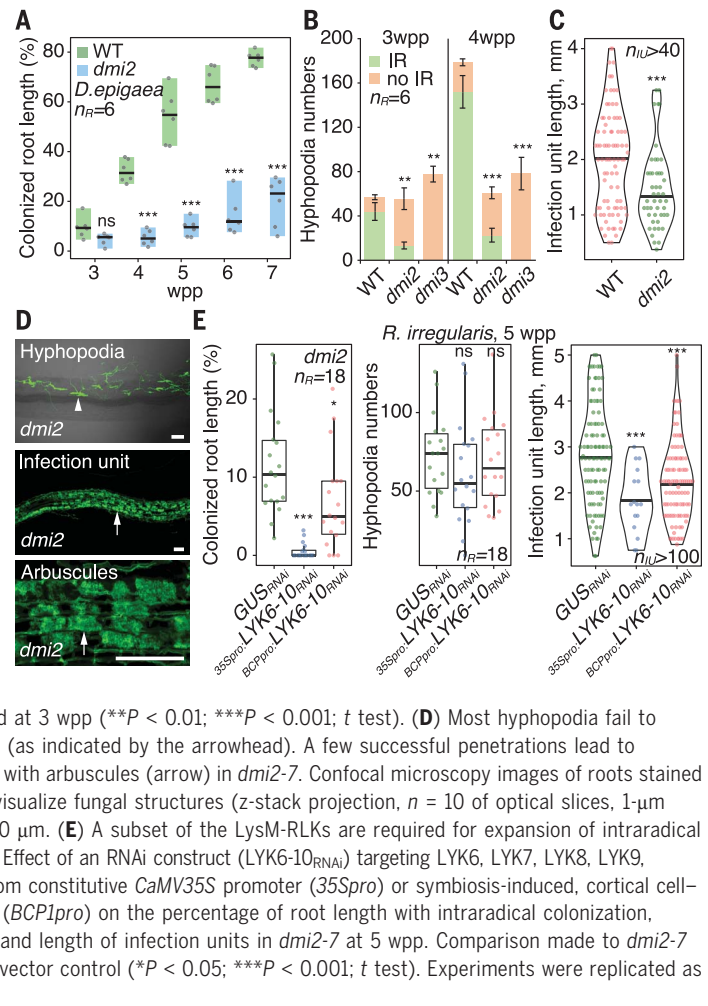 A
Colonized root length (%)
80
60
40
20
0
WT
dmi2
D.epigaea
nR=6
ns
***
***
***
***
3 4 5 6 7
wpp
B
Hyphopodia numbers
200
160
120
80
40
0
3wpp 4wpp
IR
no IR
nR=6
**
**
***
***
WT dmi2 dmi3 WT dmi2 dmi3
C
Infection unit length, mm
4
3
2
1
nIU>40
***
WT dmi2
D
Hyphopodia
dmi2
Infection unit
dmi2
Arbuscules
dmi2
E
R. irregularis, 5 wpp
Colonized root length (%)
20
10
0
dmi2
nR=18
***
*
GUSRNAi
35Spro:LYK6-10RNAi
BCPpro:LYK6-10RNAi
Hyphopodia numbers
100
50
ns ns
nR=18
GUSRNAi
35Spro:LYK6-10RNAi
BCPpro:LYK6-10RNAi
Infection unit length, mm
5
4
3
2
1
***
***
nIU>100
GUSRNAi
35Spro:LYK6-10RNAi
BCPpro:LYK6-10RNAi
d at 3 wpp (**P < 0.01; ***P < 0.001; t test). (D) Most hyphopodia fail to
(as indicated by the arrowhead). A few successful penetrations lead to
with arbuscules (arrow) in dmi2-7. Confocal microscopy images of roots stained
visualize fungal structures (z-stack projection, n = 10 of optical slices, 1-μm
0 μm. (E) A subset of the LysM-RLKs are required for expansion of intraradical
Effect of an RNAi construct (LYK6-10RNAi) targeting LYK6, LYK7, LYK8, LYK9,
om constitutive CaMV35S promoter (35Spro) or symbiosis-induced, cortical cell–
(BCP1pro) on the percentage of root length with intraradical colonization,
and length of infection units in dmi2-7 at 5 wpp. Comparison made to dmi2-7
vector control (*P < 0.05; ***P < 0.001; t test). Experiments were replicated as